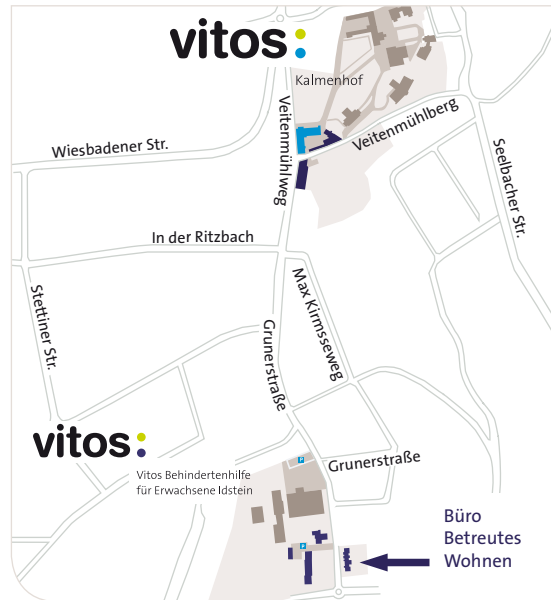 vitos:
Kalmenhof
Veitenmühlweg
Veitenmühlberg
Wiesbadener Str.
Seelbacher Str.
In der Ritzbach
Max Kirmsseweg
Stettiner Str.
Grunerstraße
vitos:
Vitos Behindertenhilfe
für Erwachsene Idstein
P
Grunerstraße
P
Büro
Betreutes
Wohnen